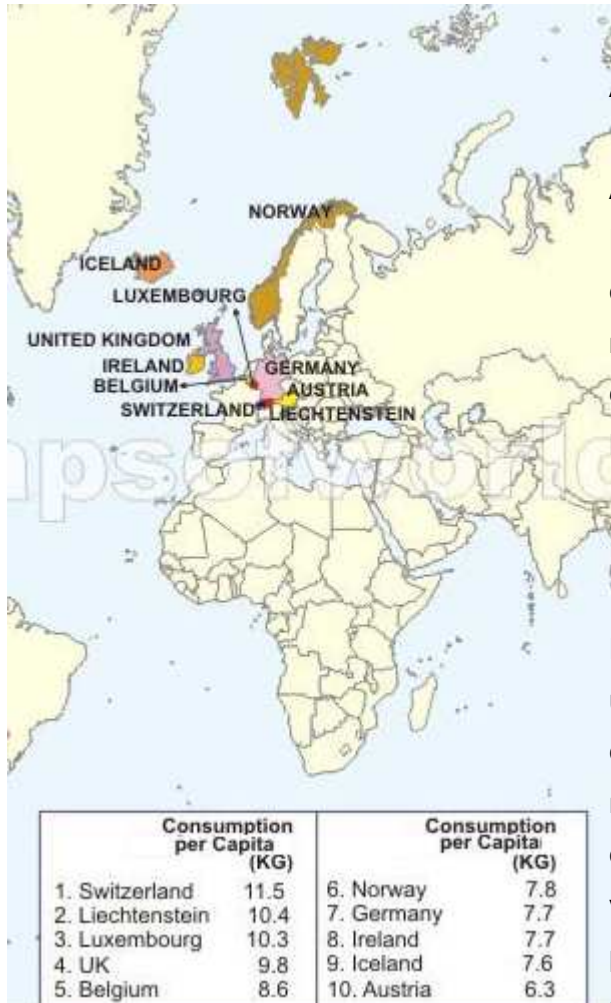 NORWAY
ICELAND
LUXEMBOURG
UNITED KINGDOM
IRELAND
GERMANY
BELGIUM
AUSTRIA
SWITZERLAND
LIECHTENSTEIN
apsofworld
Consumption
per Capita
(KG)
1. Switzerland 11.5
2. Liechtenstein 10.4
3. Luxembourg 10.3
4. UK 9.8
5. Belgium 8.6
Consumption
per Capita
(KG)
6. Norway 7.8
7. Germany 7.7
8. Ireland 7.7
9. Iceland 7.6
10. Austria 6.3